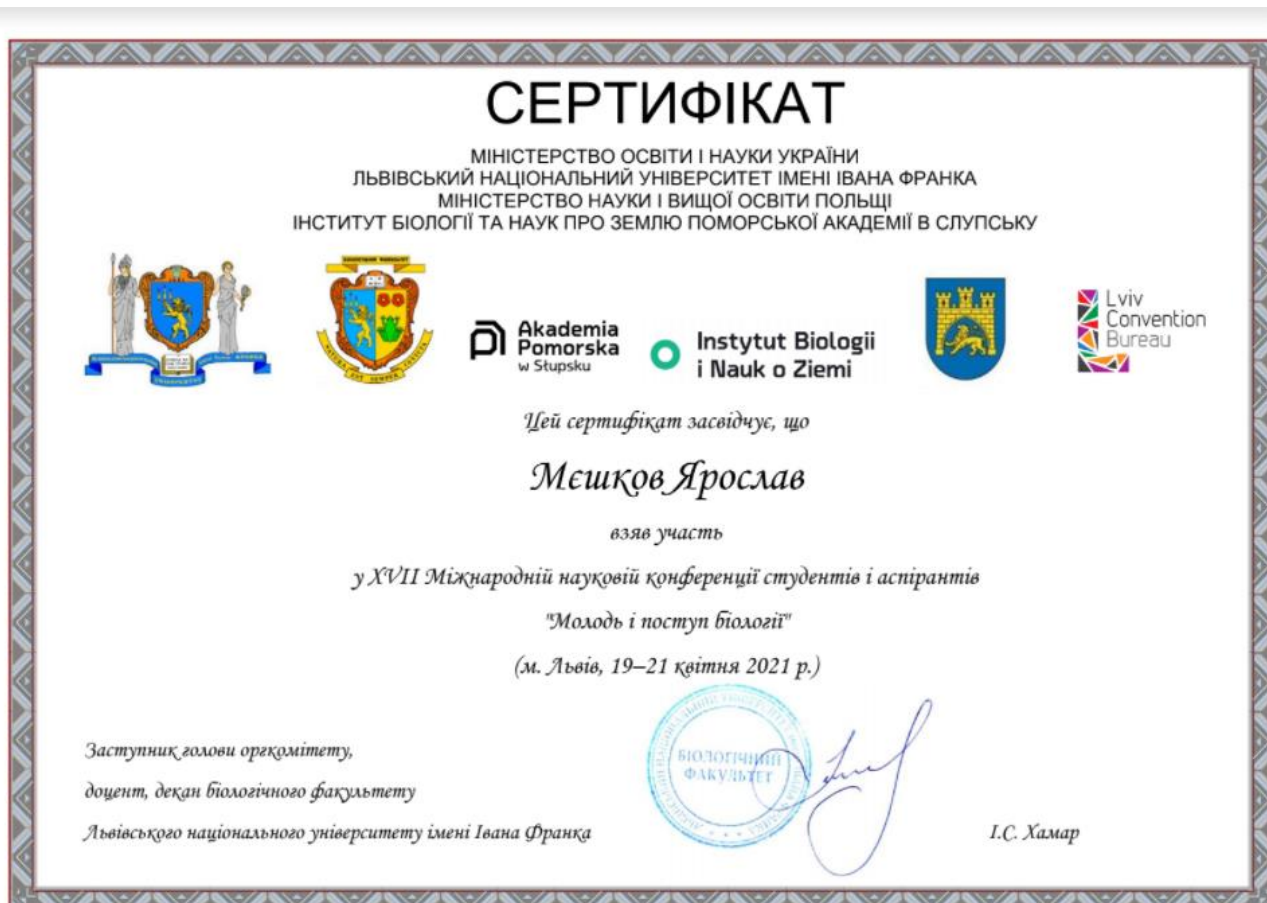 СЕРТИФІКАТ
МІНІСТЕРСТВО ОСВІТИ І НАУКИ УКРАЇНИ
ЛЬВІВСЬКИЙ НАЦІОНАЛЬНИЙ УНІВЕРСИТЕТ ІМЕНІ ІВАНА ФРАНКА
МІНІСТЕРСТВО НАУКИ І ВИЩОЇ ОСВІТИ ПОЛЬЩІ
ІНСТИТУТ БІОЛОГІЇ ТА НАУК ПРО ЗЕМЛЮ ПОМОРСЬКОЇ АКАДЕМІЇ В СЛУПСЬКУ
Akademia
Pomorska
w Słupsku
Instytut Biologii
i Nauk o Ziemi
Lviv
Convention
Bureau
Цей сертифікат засвідчує, що
Мєшков Ярослав
взяв участь
у XVII Міжнародній науковій конференції студентів і аспірантів
"Молодь і поступ біології"
(м. Львів, 19–21 квітня 2021 р.)
БІОЛОГІЧНИЙ
ФАКУЛЬТЕТ
Заступник голови оргкомітету,
доцент, декан біологічного факультету
Львівського національного університету імені Івана Франка
І.С. Хамар